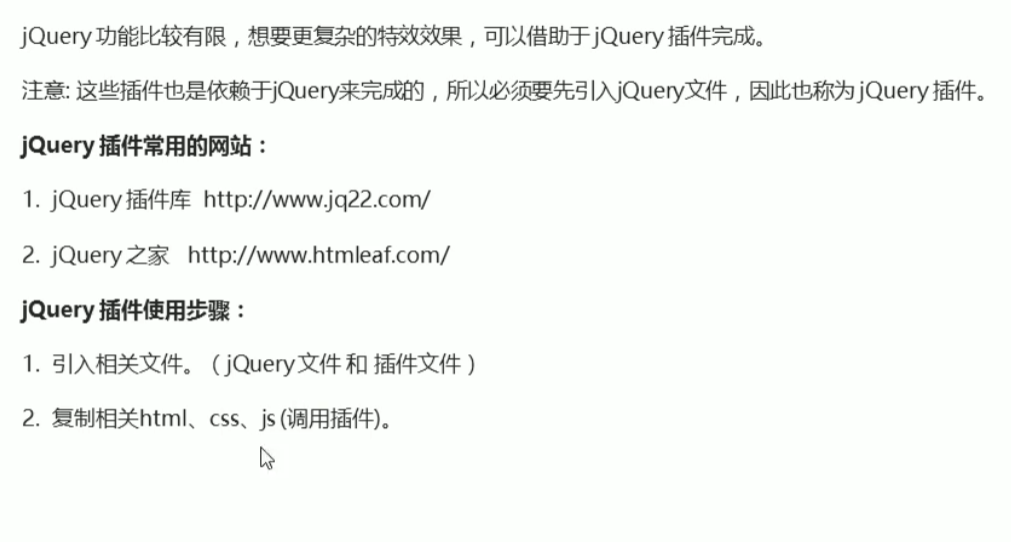 jQuery 功能比较有限，想要更复杂的特效效果，可以借助于 jQuery 插件完成。
注意: 这些插件也是依赖于jQuery来完成的，所以必须要先引入jQuery文件，因此也称为 jQuery 插件。
jQuery 插件常用的网站：
1. jQuery 插件库 http://www.jq22.com/
2. jQuery 之家 http://www.htmleaf.com/
jQuery 插件使用步骤：
1. 引入相关文件。（jQuery 文件 和 插件文件）
2. 复制相关html、css、js (调用插件)。